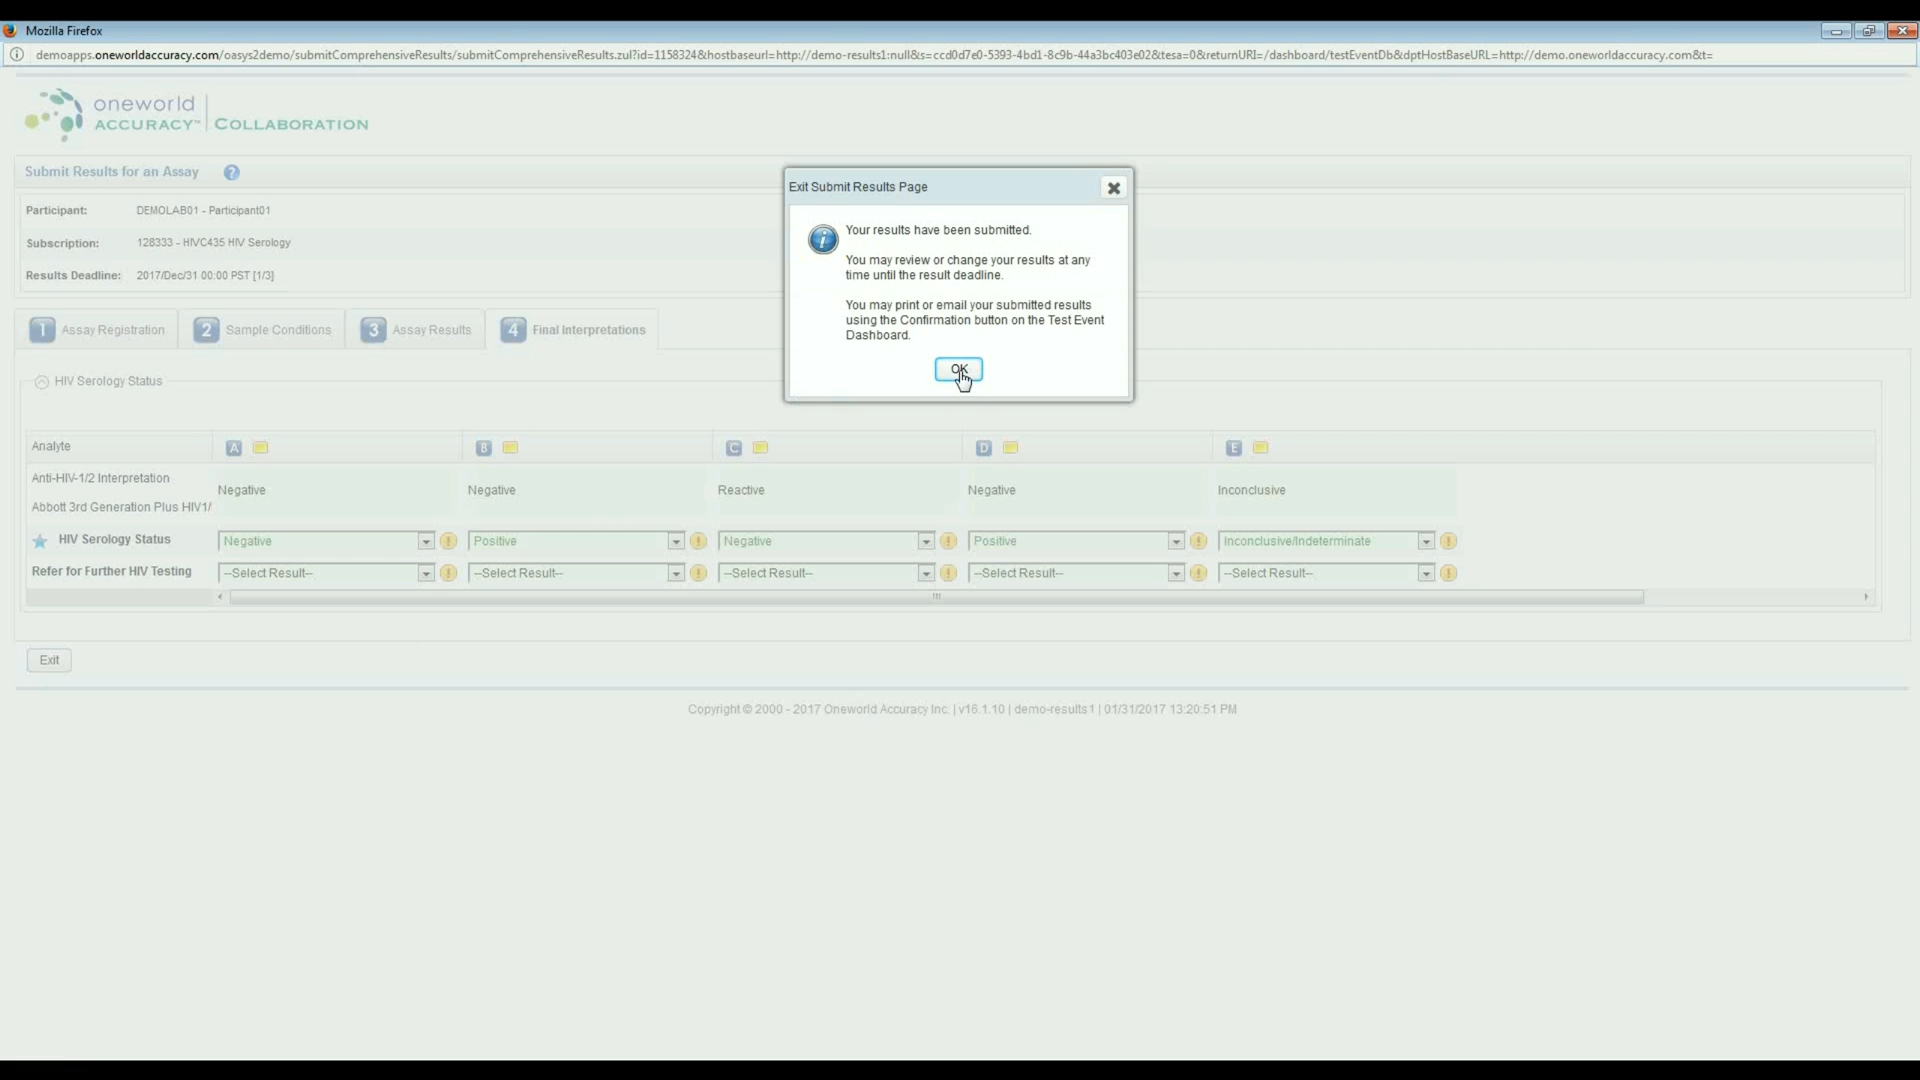 Mozilla Firefox
demoapps.oneworldaccuracy.com/oasys2demo/submitComprehensiveResults/submitComprehensiveResults.zul?id=1158324&hostbaseurl=http://demo-results1:null&s=ccd0d7e0-5393-4bd1-8c9b-44a3bc403e02&tesa=0&returnURI=/dashboard/testEventDb&dptHostBaseURL=http://demo.oneworldaccuracy.com&t=
oneworld
ACCURACY™ COLLABORATION
Submit Results for an Assay ?
Participant: DEMOLAB01 - Participant01
Subscription: 128333 - HIVC435 HIV Serology
Results Deadline: 2017/Dec/31 00:00 PST [1/3]
Exit Submit Results Page
Your results have been submitted.
You may review or change your results at any
time until the result deadline.
You may print or email your submitted results
using the Confirmation button on the Test Event
Dashboard.
OK
1 Assay Registration 2 Sample Conditions 3 Assay Results 4 Final Interpretations
HIV Serology Status
Analyte A B C D E
Anti-HIV-1/2 Interpretation
Abbott 3rd Generation Plus HIV1/
Negative Negative Reactive Negative Inconclusive
HIV Serology Status Negative Positive Negative Positive Inconclusive/Indeterminate
Refer for Further HIV Testing --Select Result-- --Select Result-- --Select Result-- --Select Result-- --Select Result--
Exit
Copyright © 2000 - 2017 Oneworld Accuracy Inc. | v16.1.10 | demo-results1 | 01/31/2017 13:20:51 PM